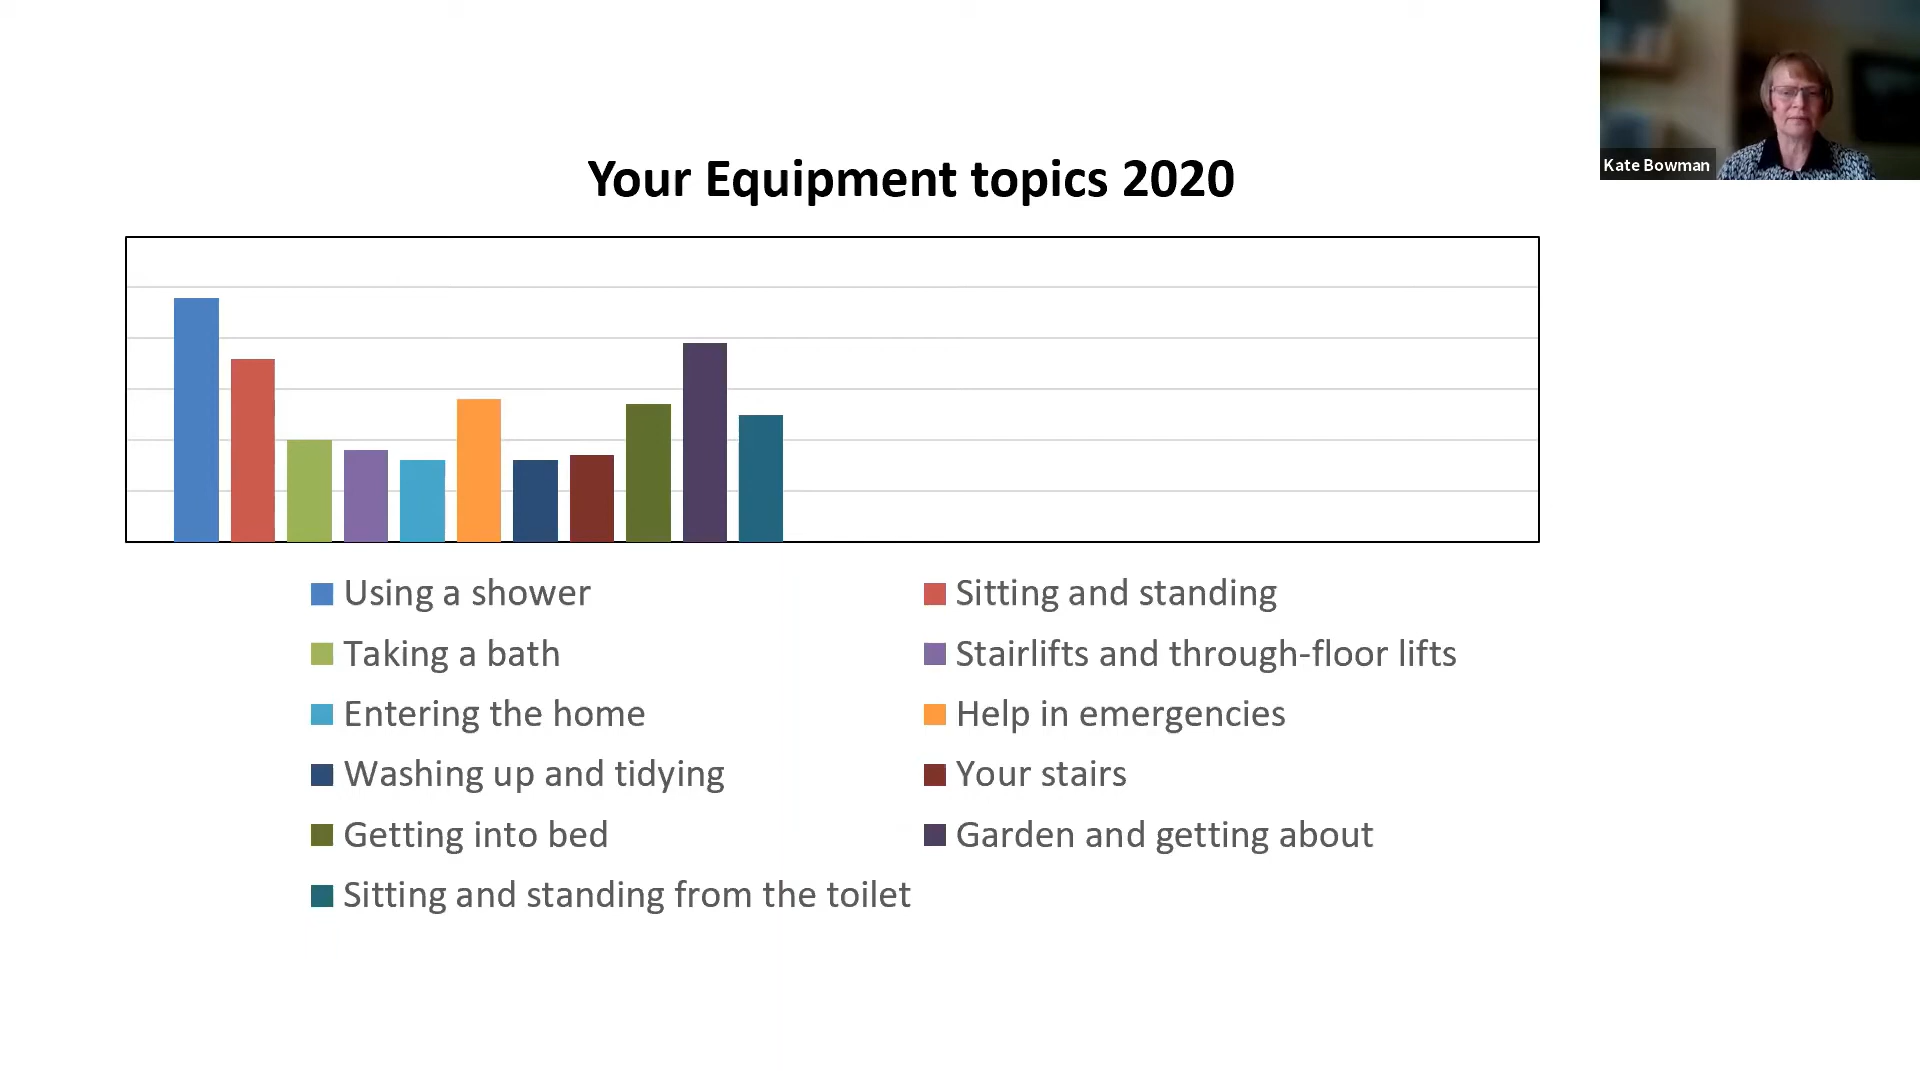 Kate Bowman
Your Equipment topics 2020
Using a shower
Sitting and standing
Taking a bath
Stairlifts and through-floor lifts
Entering the home
Help in emergencies
Washing up and tidying
Your stairs
Getting into bed
Garden and getting about
Sitting and standing from the toilet